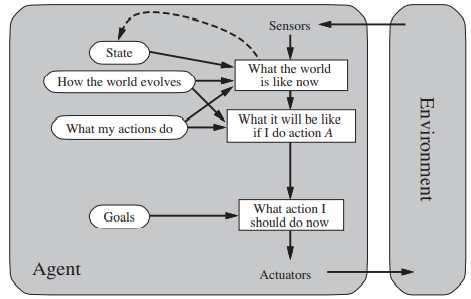 Sensors
State
What the world
is like now
How the world evolves
What it will be like
if I do action A
What my actions do
Environment
What action I
should do now
Goals
Agent
Actuators